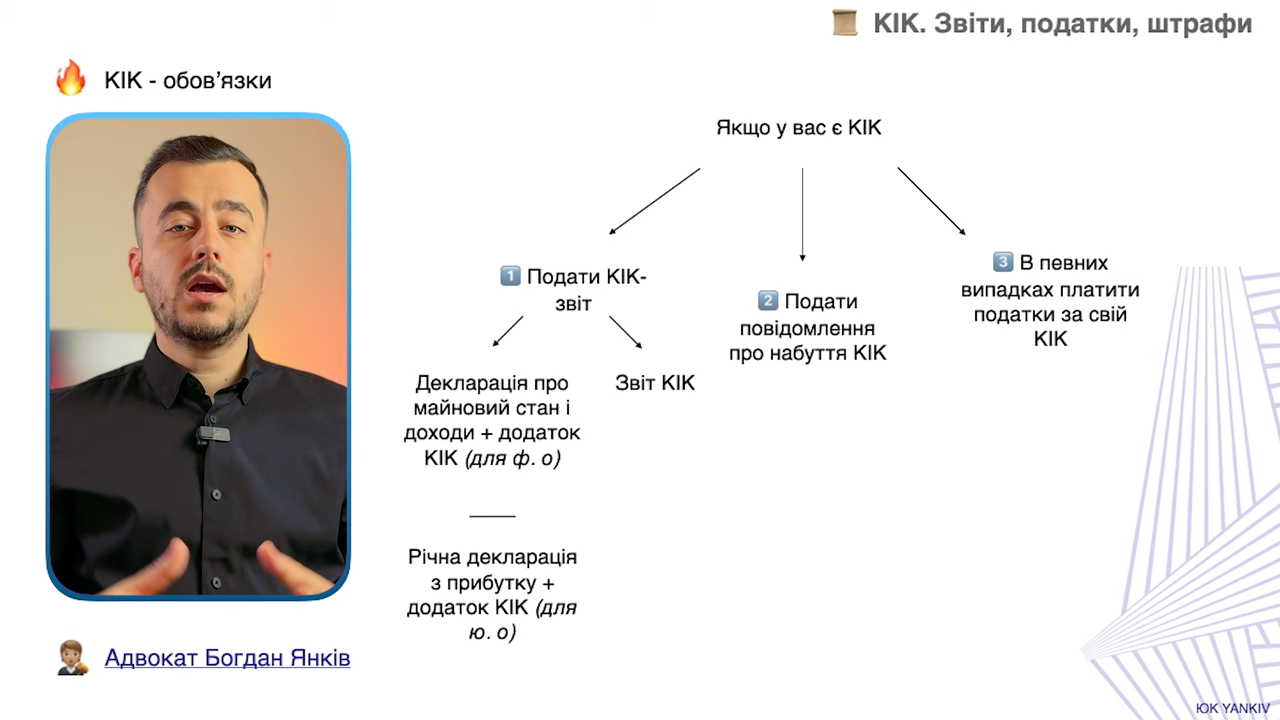 КІК. Звіти, податки, штрафи
КІК - обов’язки
Якщо у вас є КІК
1 Подати КІК-
звіт
2 Подати
повідомлення
про набуття КІК
3 В певних
випадках платити
податки за свій
КІК
Декларація про
майновий стан і
доходи + додаток
КІК (для ф. о)
Звіт КІК
Річна декларація
з прибутку +
додаток КІК (для
ю. о)
Адвокат Богдан Янків
ЮК YANKIV